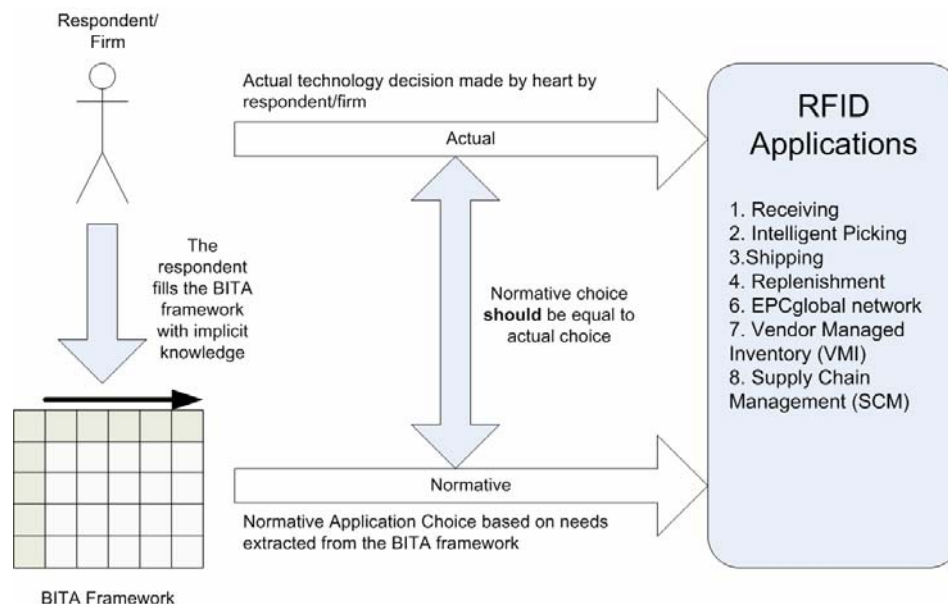 Respondent/
Firm
Actual technology decision made by heart by
respondent/firm
Actual
The
respondent
fills the BITA
framework
with implicit
knowledge
Normative choice
should be equal to
actual choice
Normative
Normative Application Choice based on needs
extracted from the BITA framework
BITA Framework
RFID
Applications
1. Receiving
2. Intelligent Picking
3.Shipping
4. Replenishment
6. EPCglobal network
7. Vendor Managed
Inventory (VMI)
8. Supply Chain
Management (SCM)